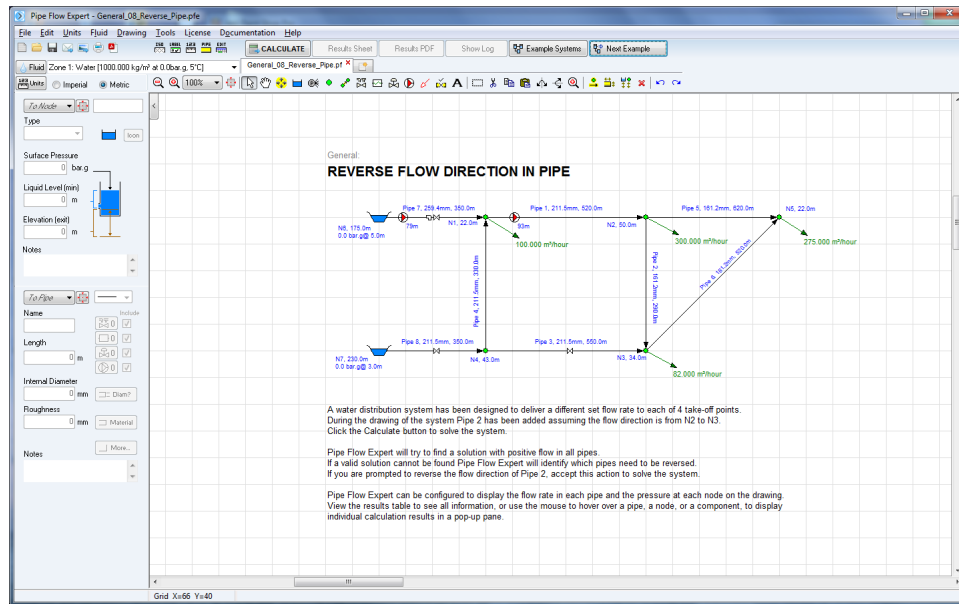 Pipe Flow Expert - General_08_Reverse_Pipe.pfe
File Edit Units Fluid Drawing Tools License Documentation Help
CALCULATE Results Sheet Results PDF Show Log Example Systems Next Example
Fluid Zone 1: Water [1000.000 kg/m³ at 0.0bar.g, 5°C] General_08_Reverse_Pipe.pf
Units Imperial Metric 100%
To Node
Type
Icon
Surface Pressure
0 bar.g
Liquid Level (min)
0 m
Elevation (exit)
0 m
Notes
To Pipe
Name Include
0
Length 0
0 m 0
0
Internal Diameter
0 mm Diam?
Roughness
0 mm Material
Notes More...
General:
REVERSE FLOW DIRECTION IN PIPE
Pipe 7, 259.4mm, 350.0m
Pipe 1, 211.5mm, 520.0m
Pipe 5, 161.2mm, 620.0m
N5, 22.0m
N6, 175.0m
0.0 bar.g@ 5.0m
79m
N1, 22.0m
93m
N2, 50.0m
100.000 m³/hour
300.000 m³/hour
275.000 m³/hour
Pipe 4, 211.5mm, 330.0m
Pipe 2, 161.2mm, 290.0m
Pipe 6, 161.2mm, 820.0m
Pipe 8, 211.5mm, 350.0m
Pipe 3, 211.5mm, 550.0m
N7, 230.0m
0.0 bar.g@ 3.0m
N4, 43.0m
N3, 34.0m
82.000 m³/hour
A water distribution system has been designed to deliver a different set flow rate to each of 4 take-off points.
During the drawing of the system Pipe 2 has been added assuming the flow direction is from N2 to N3.
Click the Calculate button to solve the system.
Pipe Flow Expert will try to find a solution with positive flow in all pipes.
If a valid solution cannot be found Pipe Flow Expert will identify which pipes need to be reversed.
If you are prompted to reverse the flow direction of Pipe 2, accept this action to solve the system.
Pipe Flow Expert can be configured to display the flow rate in each pipe and the pressure at each node on the drawing.
View the results table to see all information, or use the mouse to hover over a pipe, a node, or a component, to display
individual calculation results in a pop-up pane.
Grid X=66 Y=40